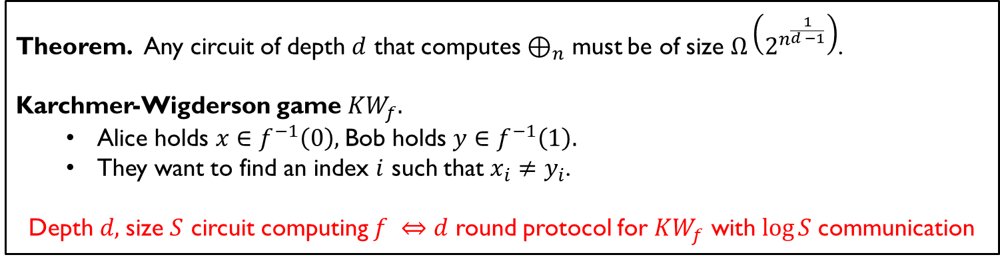 Theorem. Any circuit of depth $d$ that computes $\oplus_n$ must be of size $\Omega\left(2^{n^{\frac{1}{d-1}}}\right)$.
Karchmer-Wigderson game $KW_f$.
• Alice holds $x \in f^{-1}(0)$, Bob holds $y \in f^{-1}(1)$.
• They want to find an index $i$ such that $x_i \neq y_i$.
Depth $d$, size $S$ circuit computing $f$ $\Leftrightarrow$ $d$ round protocol for $KW_f$ with $\log S$ communication